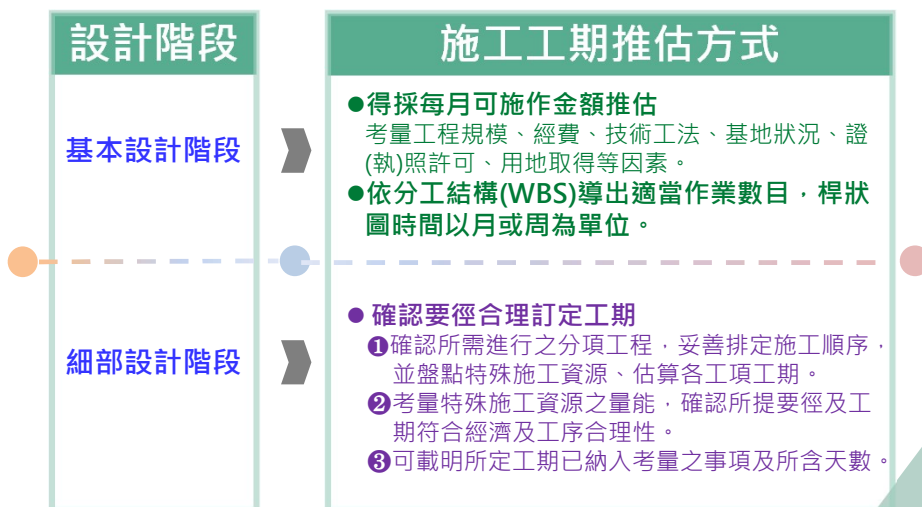 設計階段
施工工期推估方式
基本設計階段
●得採每月可施作金額推估
考量工程規模、經費、技術工法、基地狀況、證
(執)照許可、用地取得等因素。
●依分工結構(WBS)導出適當作業數目，桿狀
圖時間以月或周為單位。
細部設計階段
●確認要徑合理訂定工期
❶確認所需進行之分項工程，妥善排定施工順序，
並盤點特殊施工資源、估算各工項工期。
❷考量特殊施工資源之量能，確認所提要徑及工
期符合經濟及工序合理性。
❸可載明所定工期已納入考量之事項及所含天數。